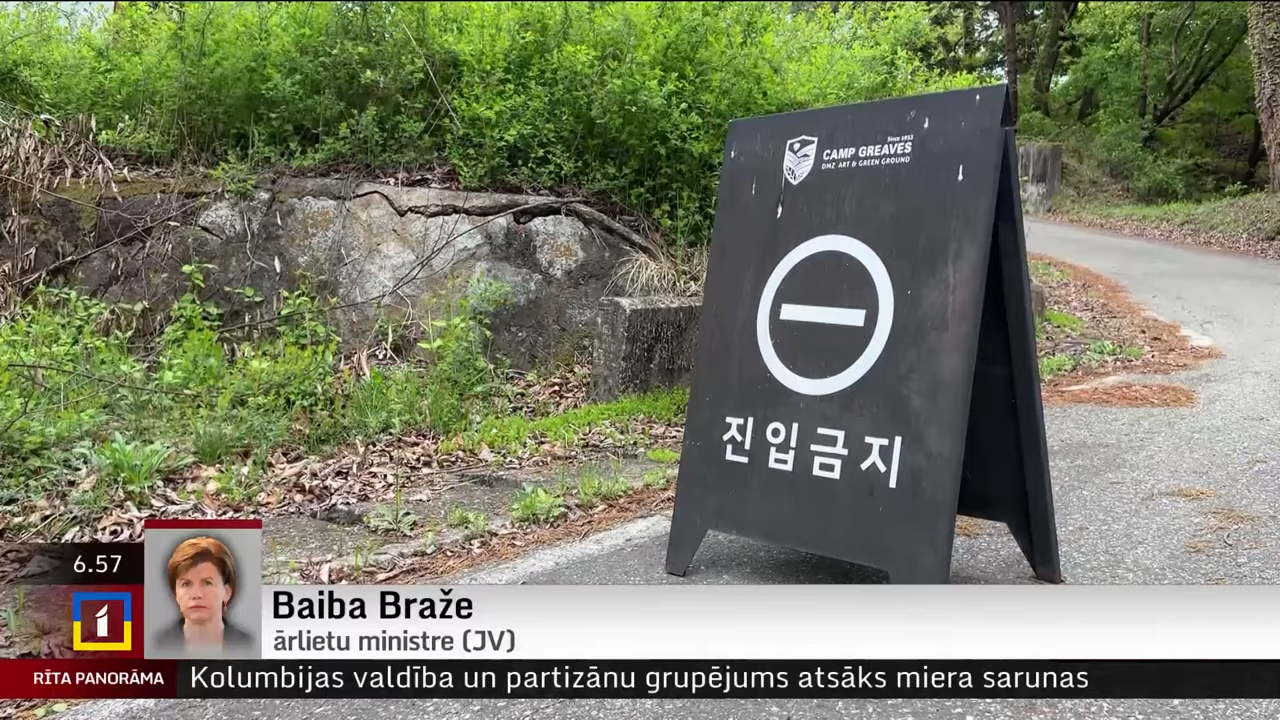 Since 1953
CAMP GREAVES
DMZ ART & GREEN GROUND
진입금지
6.57
1
Baiba Braže
ārlietu ministre (JV)
RĪTA PANORĀMA
Kolumbijas valdība un partizānu grupējums atsāks miera sarunas